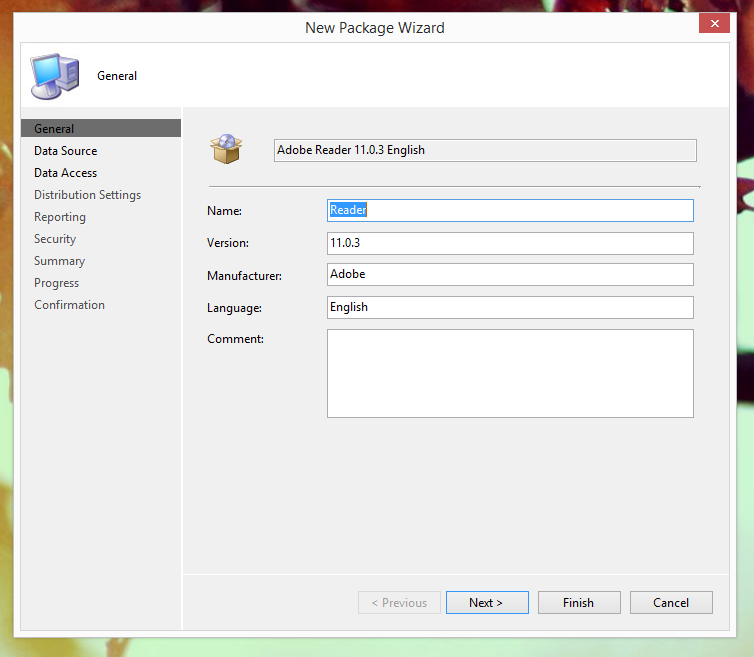 New Package Wizard
General
General
Data Source
Data Access
Distribution Settings
Reporting
Security
Summary
Progress
Confirmation
Adobe Reader 11.0.3 English
Name: Reader
Version: 11.0.3
Manufacturer: Adobe
Language: English
Comment:
< Previous Next > Finish Cancel